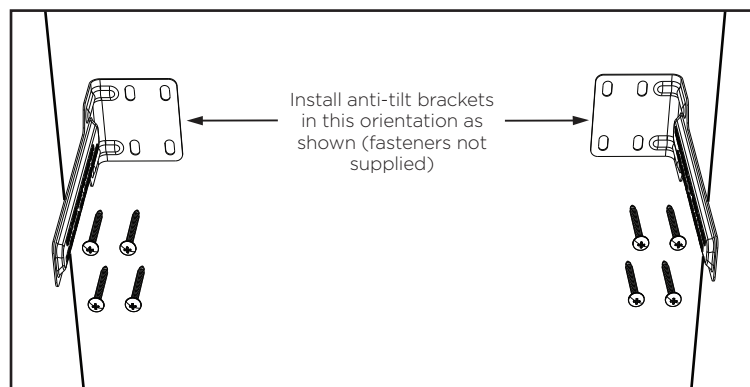 Install anti-tilt brackets
in this orientation as
shown (fasteners not
supplied)